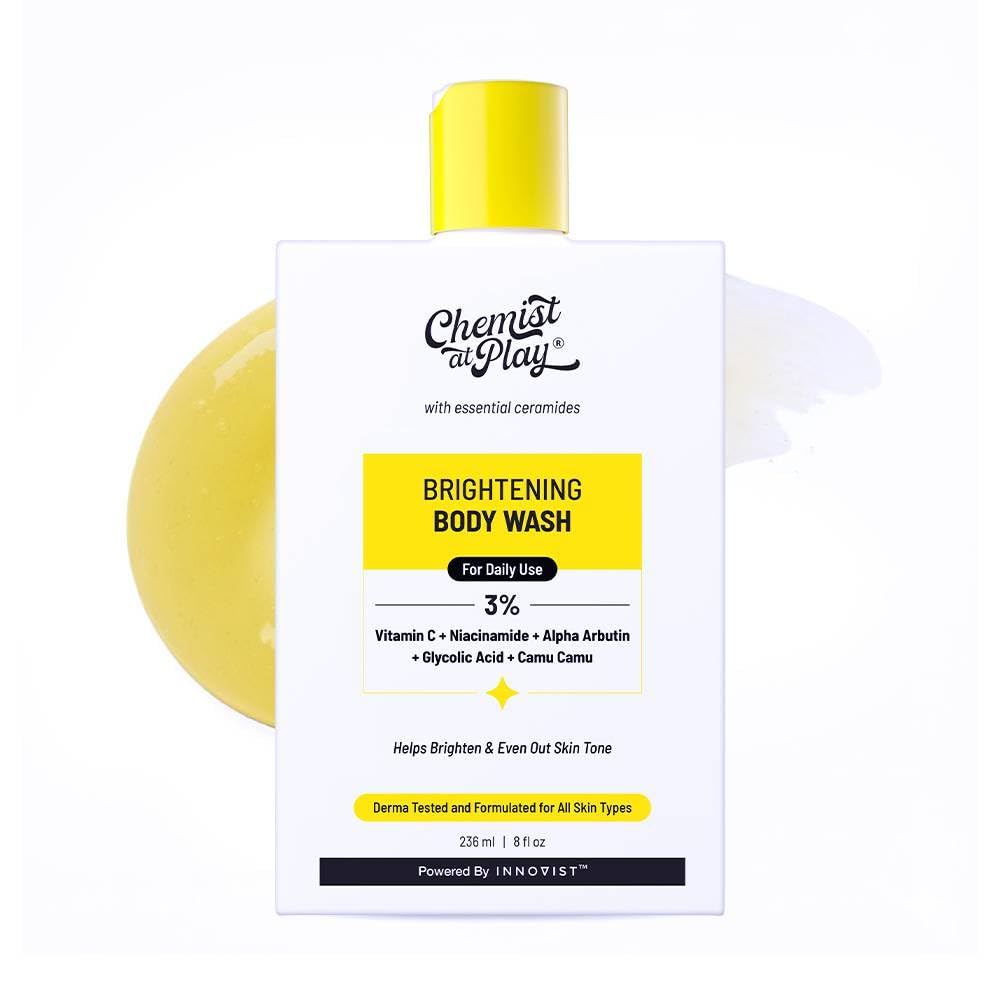 Chemist
at Play®
with essential ceramides
BRIGHTENING
BODY WASH
For Daily Use
3%
Vitamin C + Niacinamide + Alpha Arbutin
+ Glycolic Acid + Camu Camu
Helps Brighten & Even Out Skin Tone
Derma Tested and Formulated for All Skin Types
236 ml | 8 fl oz
Powered By INNOVIST™